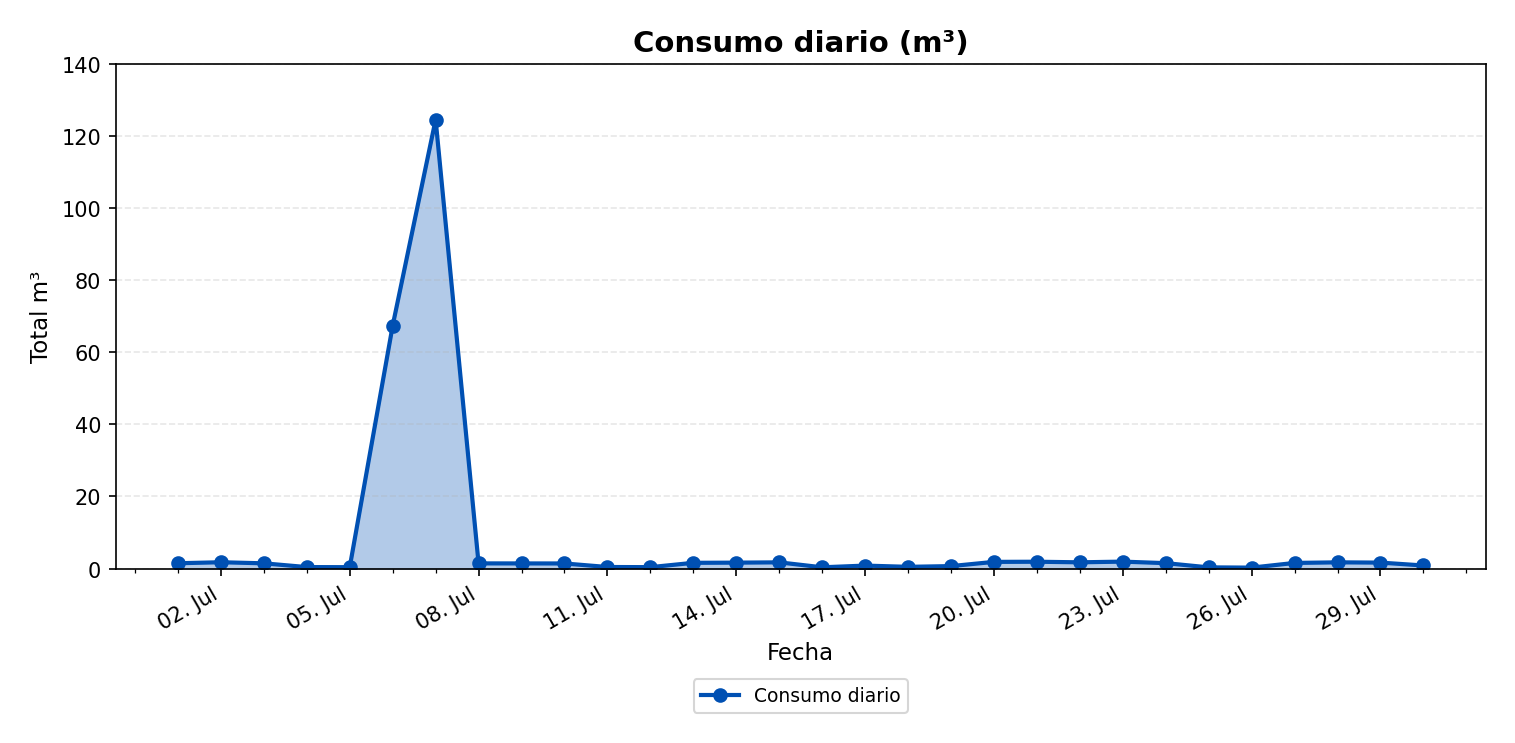 Consumo diario (m³)
140
120
100
80
60
40
20
0
Total m³
02. Jul
05. Jul
08. Jul
11. Jul
14. Jul
17. Jul
20. Jul
23. Jul
26. Jul
29. Jul
Fecha
Consumo diario